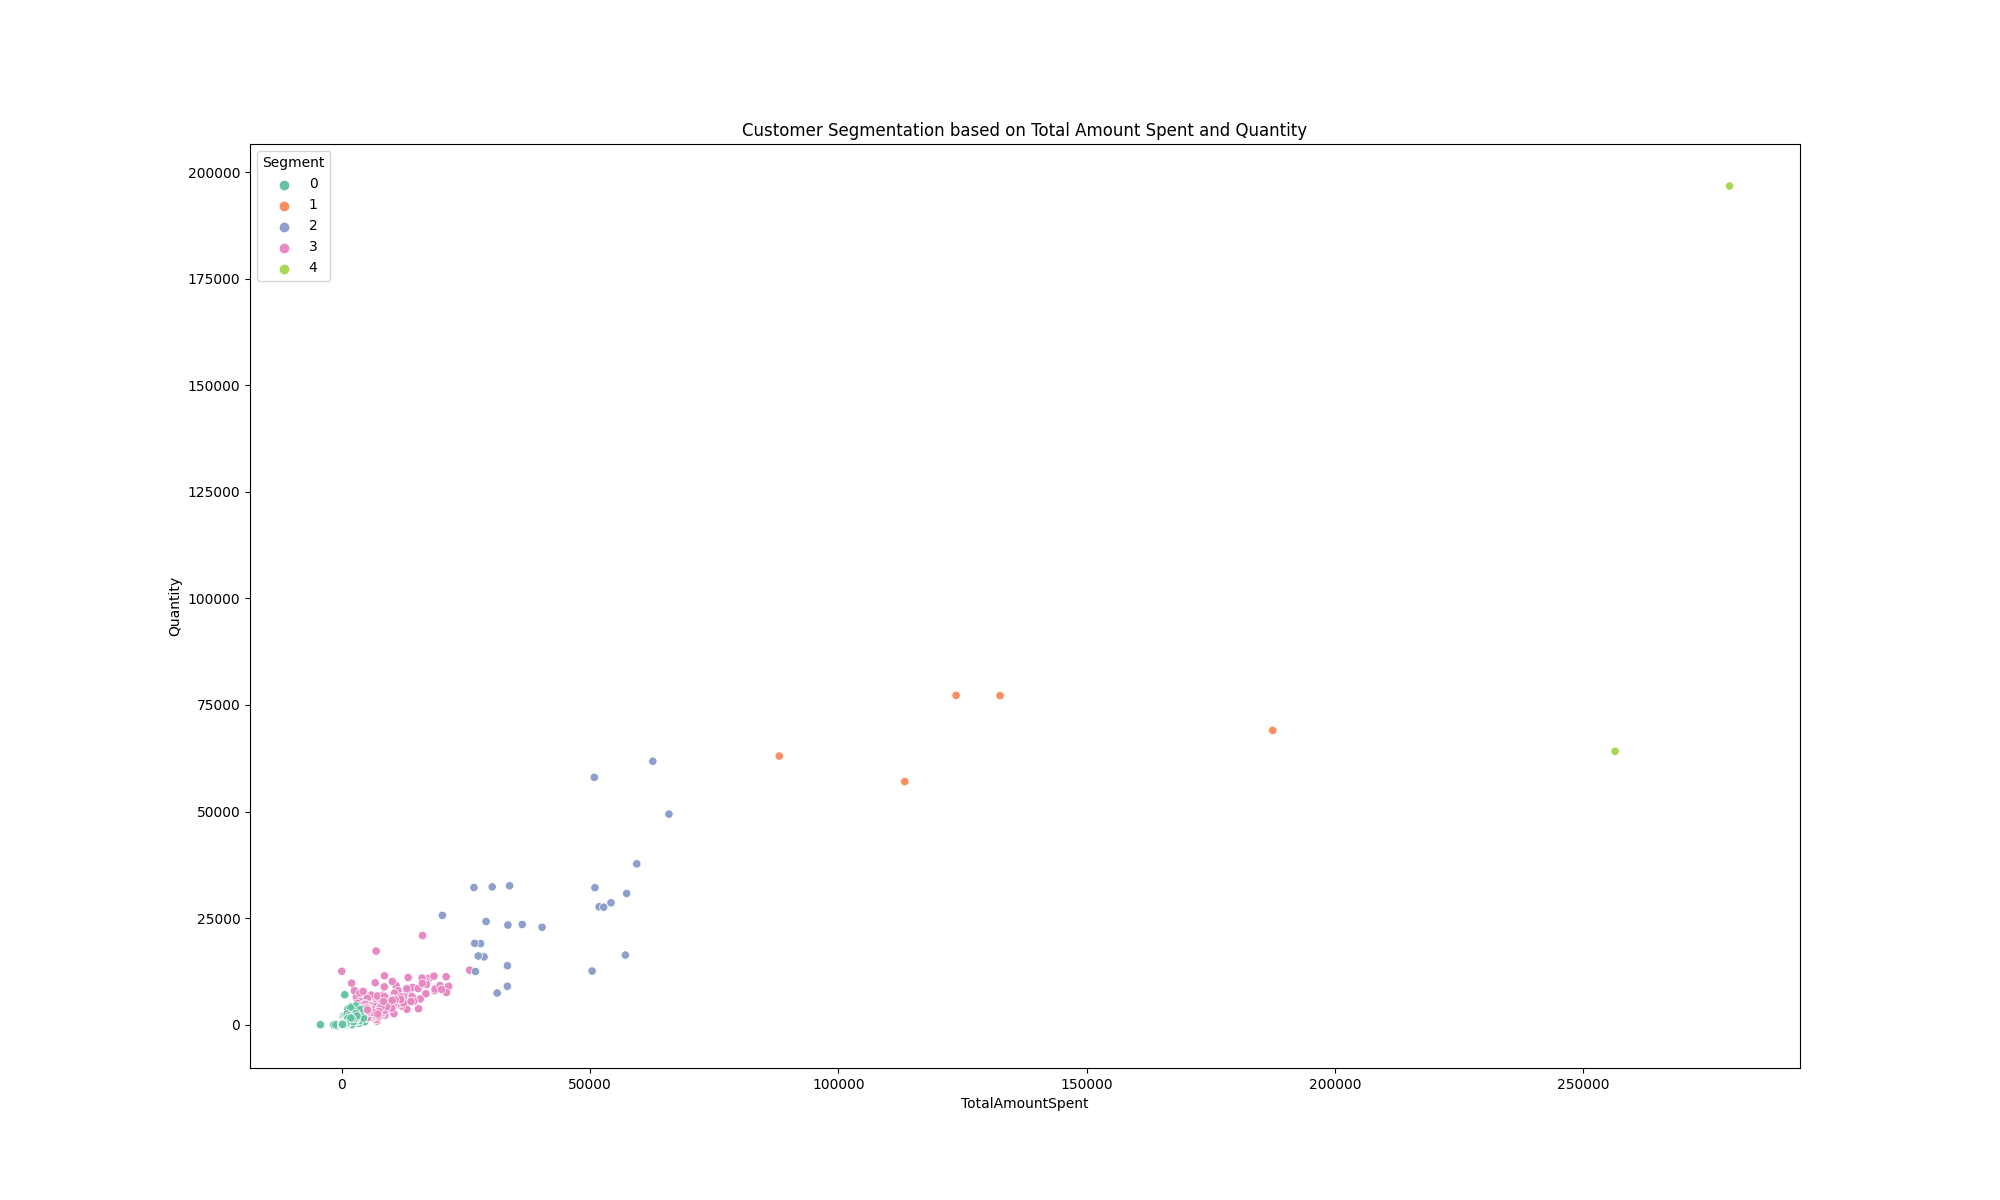 Customer Segmentation based on Total Amount Spent and Quantity
Segment
0
1
2
3
4
200000
175000
150000
125000
100000
75000
50000
25000
0
Quantity
0 50000 100000 150000 200000 250000
TotalAmountSpent